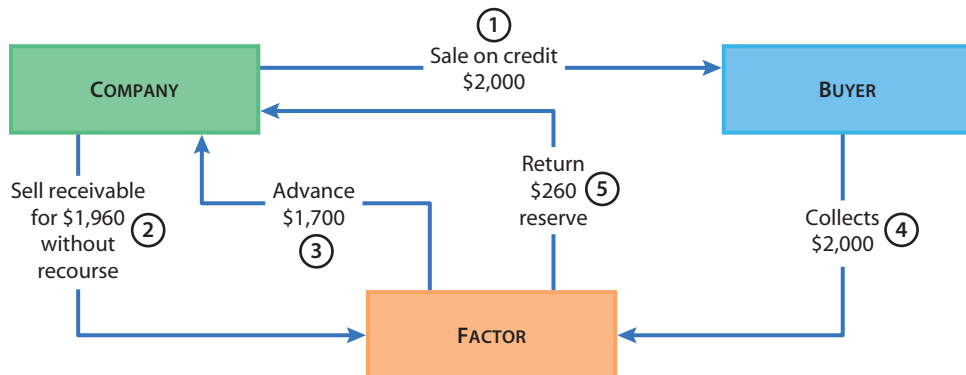 1
Sale on credit
$2,000
COMPANY
BUYER
Sell receivable
for $1,960
without
recourse
2
Advance
$1,700
3
Return
$260
reserve
5
Collects
$2,000
4
FACTOR